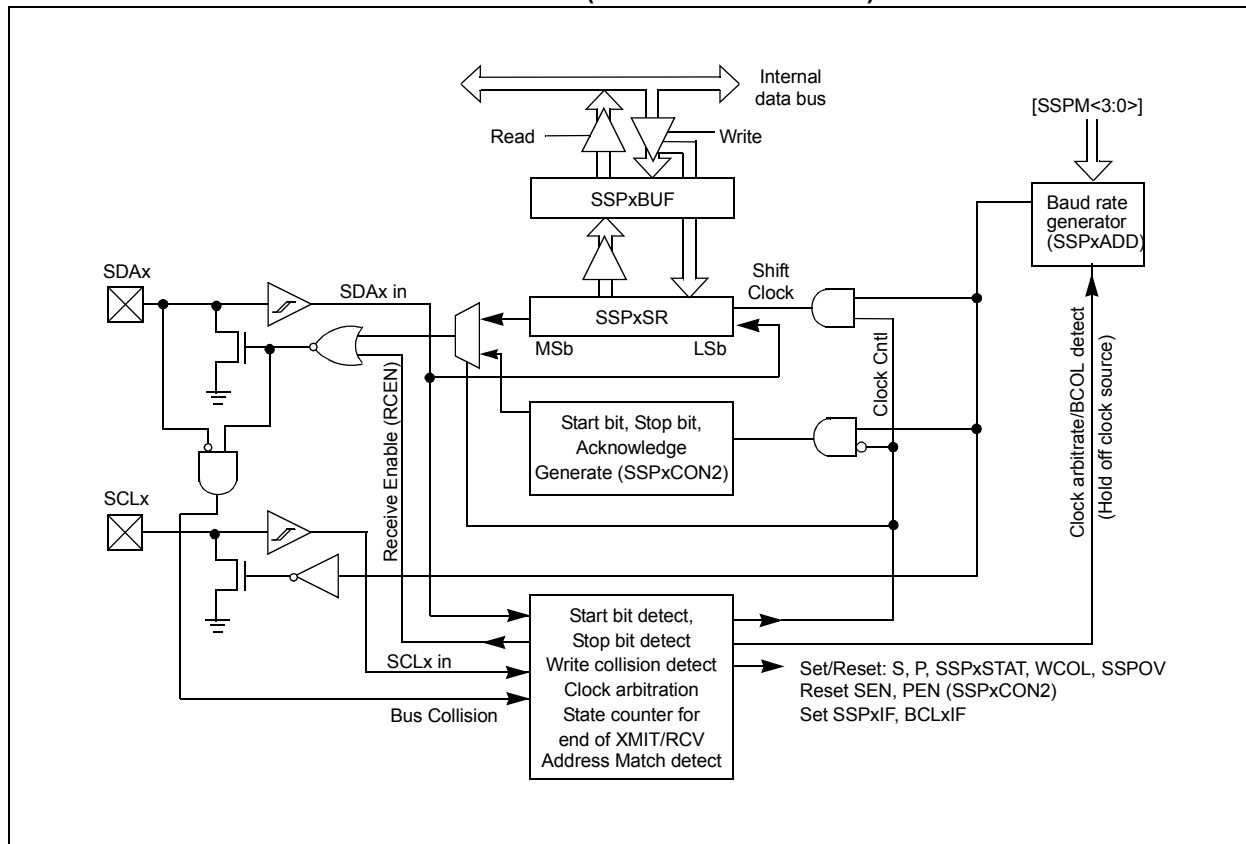 Internal
data bus
[SSPM<3:0>]
Read
Write
SSPxBUF
Baud rate
generator
(SSPxADD)
SDAx
SDAx in
Shift
Clock
SSPxSR
MSb
LSb
Clock Cntl
Receive Enable (RCEN)
Start bit, Stop bit,
Acknowledge
Generate (SSPxCON2)
Clock arbitrate/BCOL detect
(Hold off clock source)
SCLx
SCLx in
Bus Collision
Start bit detect,
Stop bit detect
Write collision detect
Clock arbitration
State counter for
end of XMIT/RCV
Address Match detect
Set/Reset: S, P, SSPxSTAT, WCOL, SSPOV
Reset SEN, PEN (SSPxCON2)
Set SSPxIF, BCLxIF